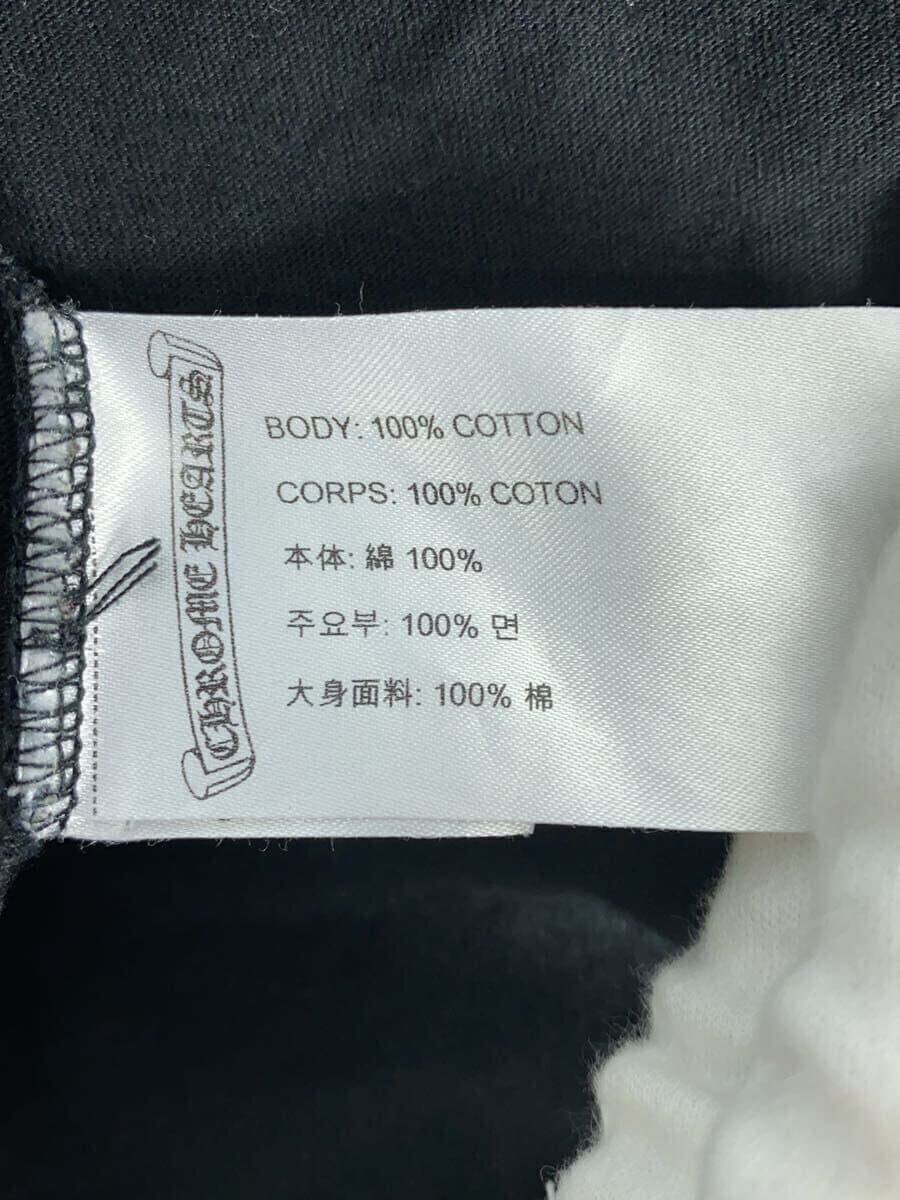 CHROME HEARTS
BODY: 100% COTTON
CORPS: 100% COTON
本体: 綿 100%
주요부: 100% 면
大身面料: 100% 棉